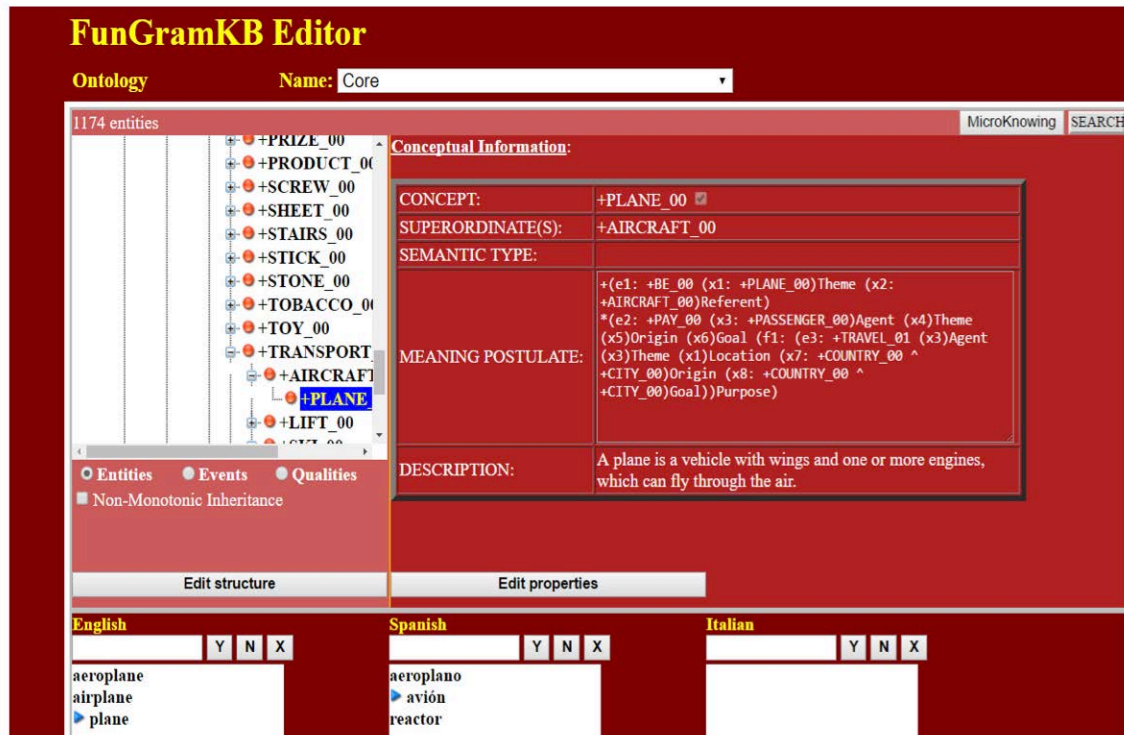 FunGramKB Editor
Ontology Name: Core
1174 entities MicroKnowing SEARCH
+PRIZE_00
+PRODUCT_00
+SCREW_00
+SHEET_00
+STAIRS_00
+STICK_00
+STONE_00
+TOBACCO_00
+TOY_00
+TRANSPORT_
+AIRCRAFT
+PLANE_
+LIFT_00
Entities Events Qualities
Non-Monotonic Inheritance
Edit structure
Conceptual Information:
CONCEPT: +PLANE_00
SUPERORDINATE(S): +AIRCRAFT_00
SEMANTIC TYPE:
MEANING POSTULATE:
+(e1: +BE_00 (x1: +PLANE_00)Theme (x2:
+AIRCRAFT_00)Referent)
*(e2: +PAY_00 (x3: +PASSENGER_00)Agent (x4)Theme
(x5)Origin (x6)Goal (f1: (e3: +TRAVEL_01 (x3)Agent
(x3)Theme (x1)Location (x7: +COUNTRY_00 ^
+CITY_00)Origin (x8: +COUNTRY_00 ^
+CITY_00)Goal))Purpose)
DESCRIPTION:
A plane is a vehicle with wings and one or more engines,
which can fly through the air.
Edit properties
English
Y N X
aeroplane
airplane
plane
Spanish
Y N X
aeroplano
avión
reactor
Italian
Y N X